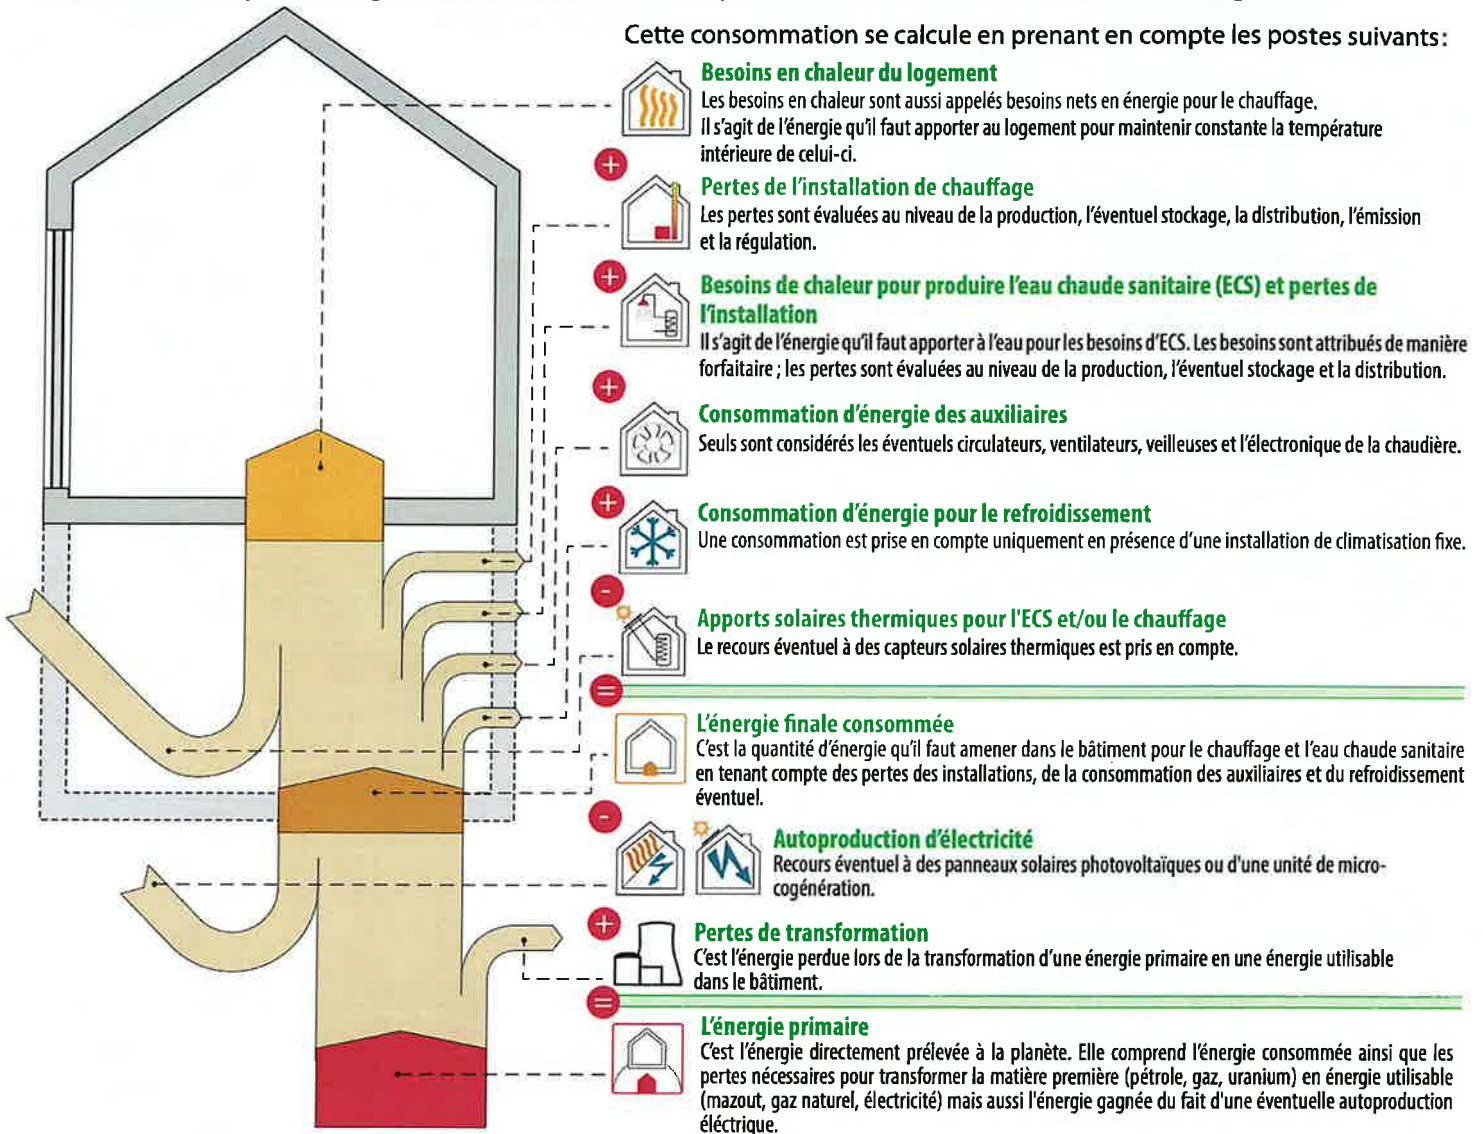 Cette consommation se calcule en prenant en compte les postes suivants:
Besoins en chaleur du logement
Les besoins en chaleur sont aussi appelés besoins nets en énergie pour le chauffage.
Il s'agit de l'énergie qu'il faut apporter au logement pour maintenir constante la température
intérieure de celui-ci.
+
Pertes de l'installation de chauffage
Les pertes sont évaluées au niveau de la production, l'éventuel stockage, la distribution, l'émission
et la régulation.
+
Besoins de chaleur pour produire l'eau chaude sanitaire (ECS) et pertes de
l'installation
Il s'agit de l'énergie qu'il faut apporter à l'eau pour les besoins d'ECS. Les besoins sont attribués de manière
forfaitaire ; les pertes sont évaluées au niveau de la production, l'éventuel stockage et la distribution.
+
Consommation d'énergie des auxiliaires
Seuls sont considérés les éventuels circulateurs, ventilateurs, veilleuses et l'électronique de la chaudière.
+
Consommation d'énergie pour le refroidissement
Une consommation est prise en compte uniquement en présence d'une installation de climatisation fixe.
-
Apports solaires thermiques pour l'ECS et/ou le chauffage
Le recours éventuel à des capteurs solaires thermiques est pris en compte.
=
L'énergie finale consommée
C'est la quantité d'énergie qu'il faut amener dans le bâtiment pour le chauffage et l'eau chaude sanitaire
en tenant compte des pertes des installations, de la consommation des auxiliaires et du refroidissement
éventuel.
-
Autoproduction d'électricité
Recours éventuel à des panneaux solaires photovoltaïques ou d'une unité de micro-
cogénération.
+
Pertes de transformation
C'est l'énergie perdue lors de la transformation d'une énergie primaire en une énergie utilisable
dans le bâtiment.
=
L'énergie primaire
C'est l'énergie directement prélevée à la planète. Elle comprend l'énergie consommée ainsi que les
pertes nécessaires pour transformer la matière première (pétrole, gaz, uranium) en énergie utilisable
(mazout, gaz naturel, électricité) mais aussi l'énergie gagnée du fait d'une éventuelle autoproduction
éléctrique.